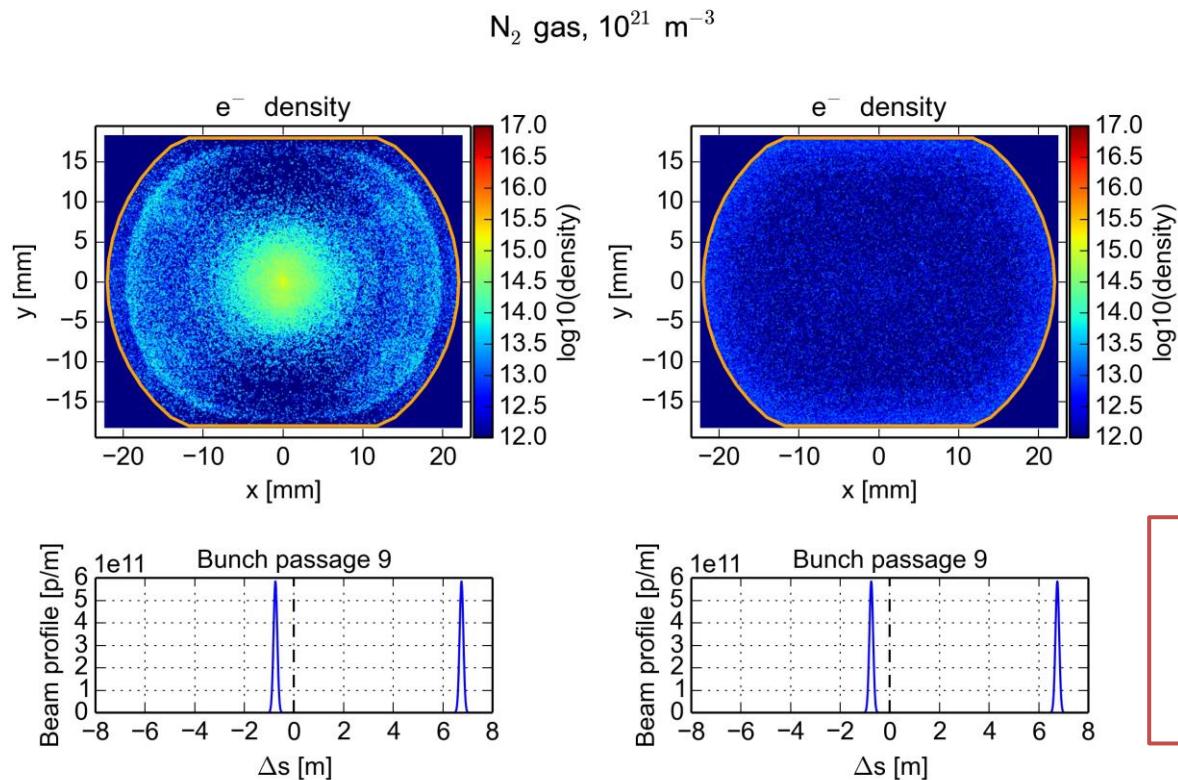 N₂ gas, 10²¹ m⁻³
e⁻ density
15
10
5
0
−5
−10
−15
y [mm]
−20 −10 0 10 20
x [mm]
17.0
16.5
16.0
15.5
15.0
14.5
14.0
13.5
13.0
12.5
12.0
log10(density)
e⁻ density
15
10
5
0
−5
−10
−15
y [mm]
−20 −10 0 10 20
x [mm]
17.0
16.5
16.0
15.5
15.0
14.5
14.0
13.5
13.0
12.5
12.0
log10(density)
1e11 Bunch passage 9
6
5
4
3
2
1
0
Beam profile [p/m]
−8 −6 −4 −2 0 2 4 6 8
Δs [m]
1e11 Bunch passage 9
6
5
4
3
2
1
0
Beam profile [p/m]
−8 −6 −4 −2 0 2 4 6 8
Δs [m]